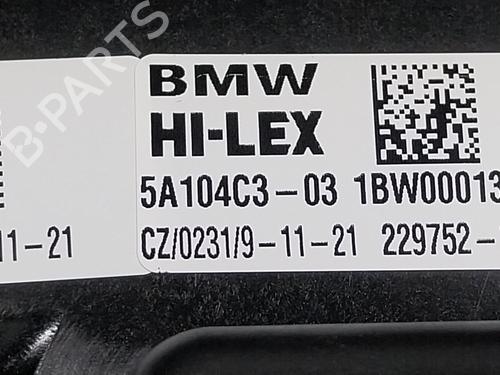 B-PARTS
BMW
HI-LEX
5A104C3-03 1BW00013
11-21
CZ/0231/9-11-21 229752-